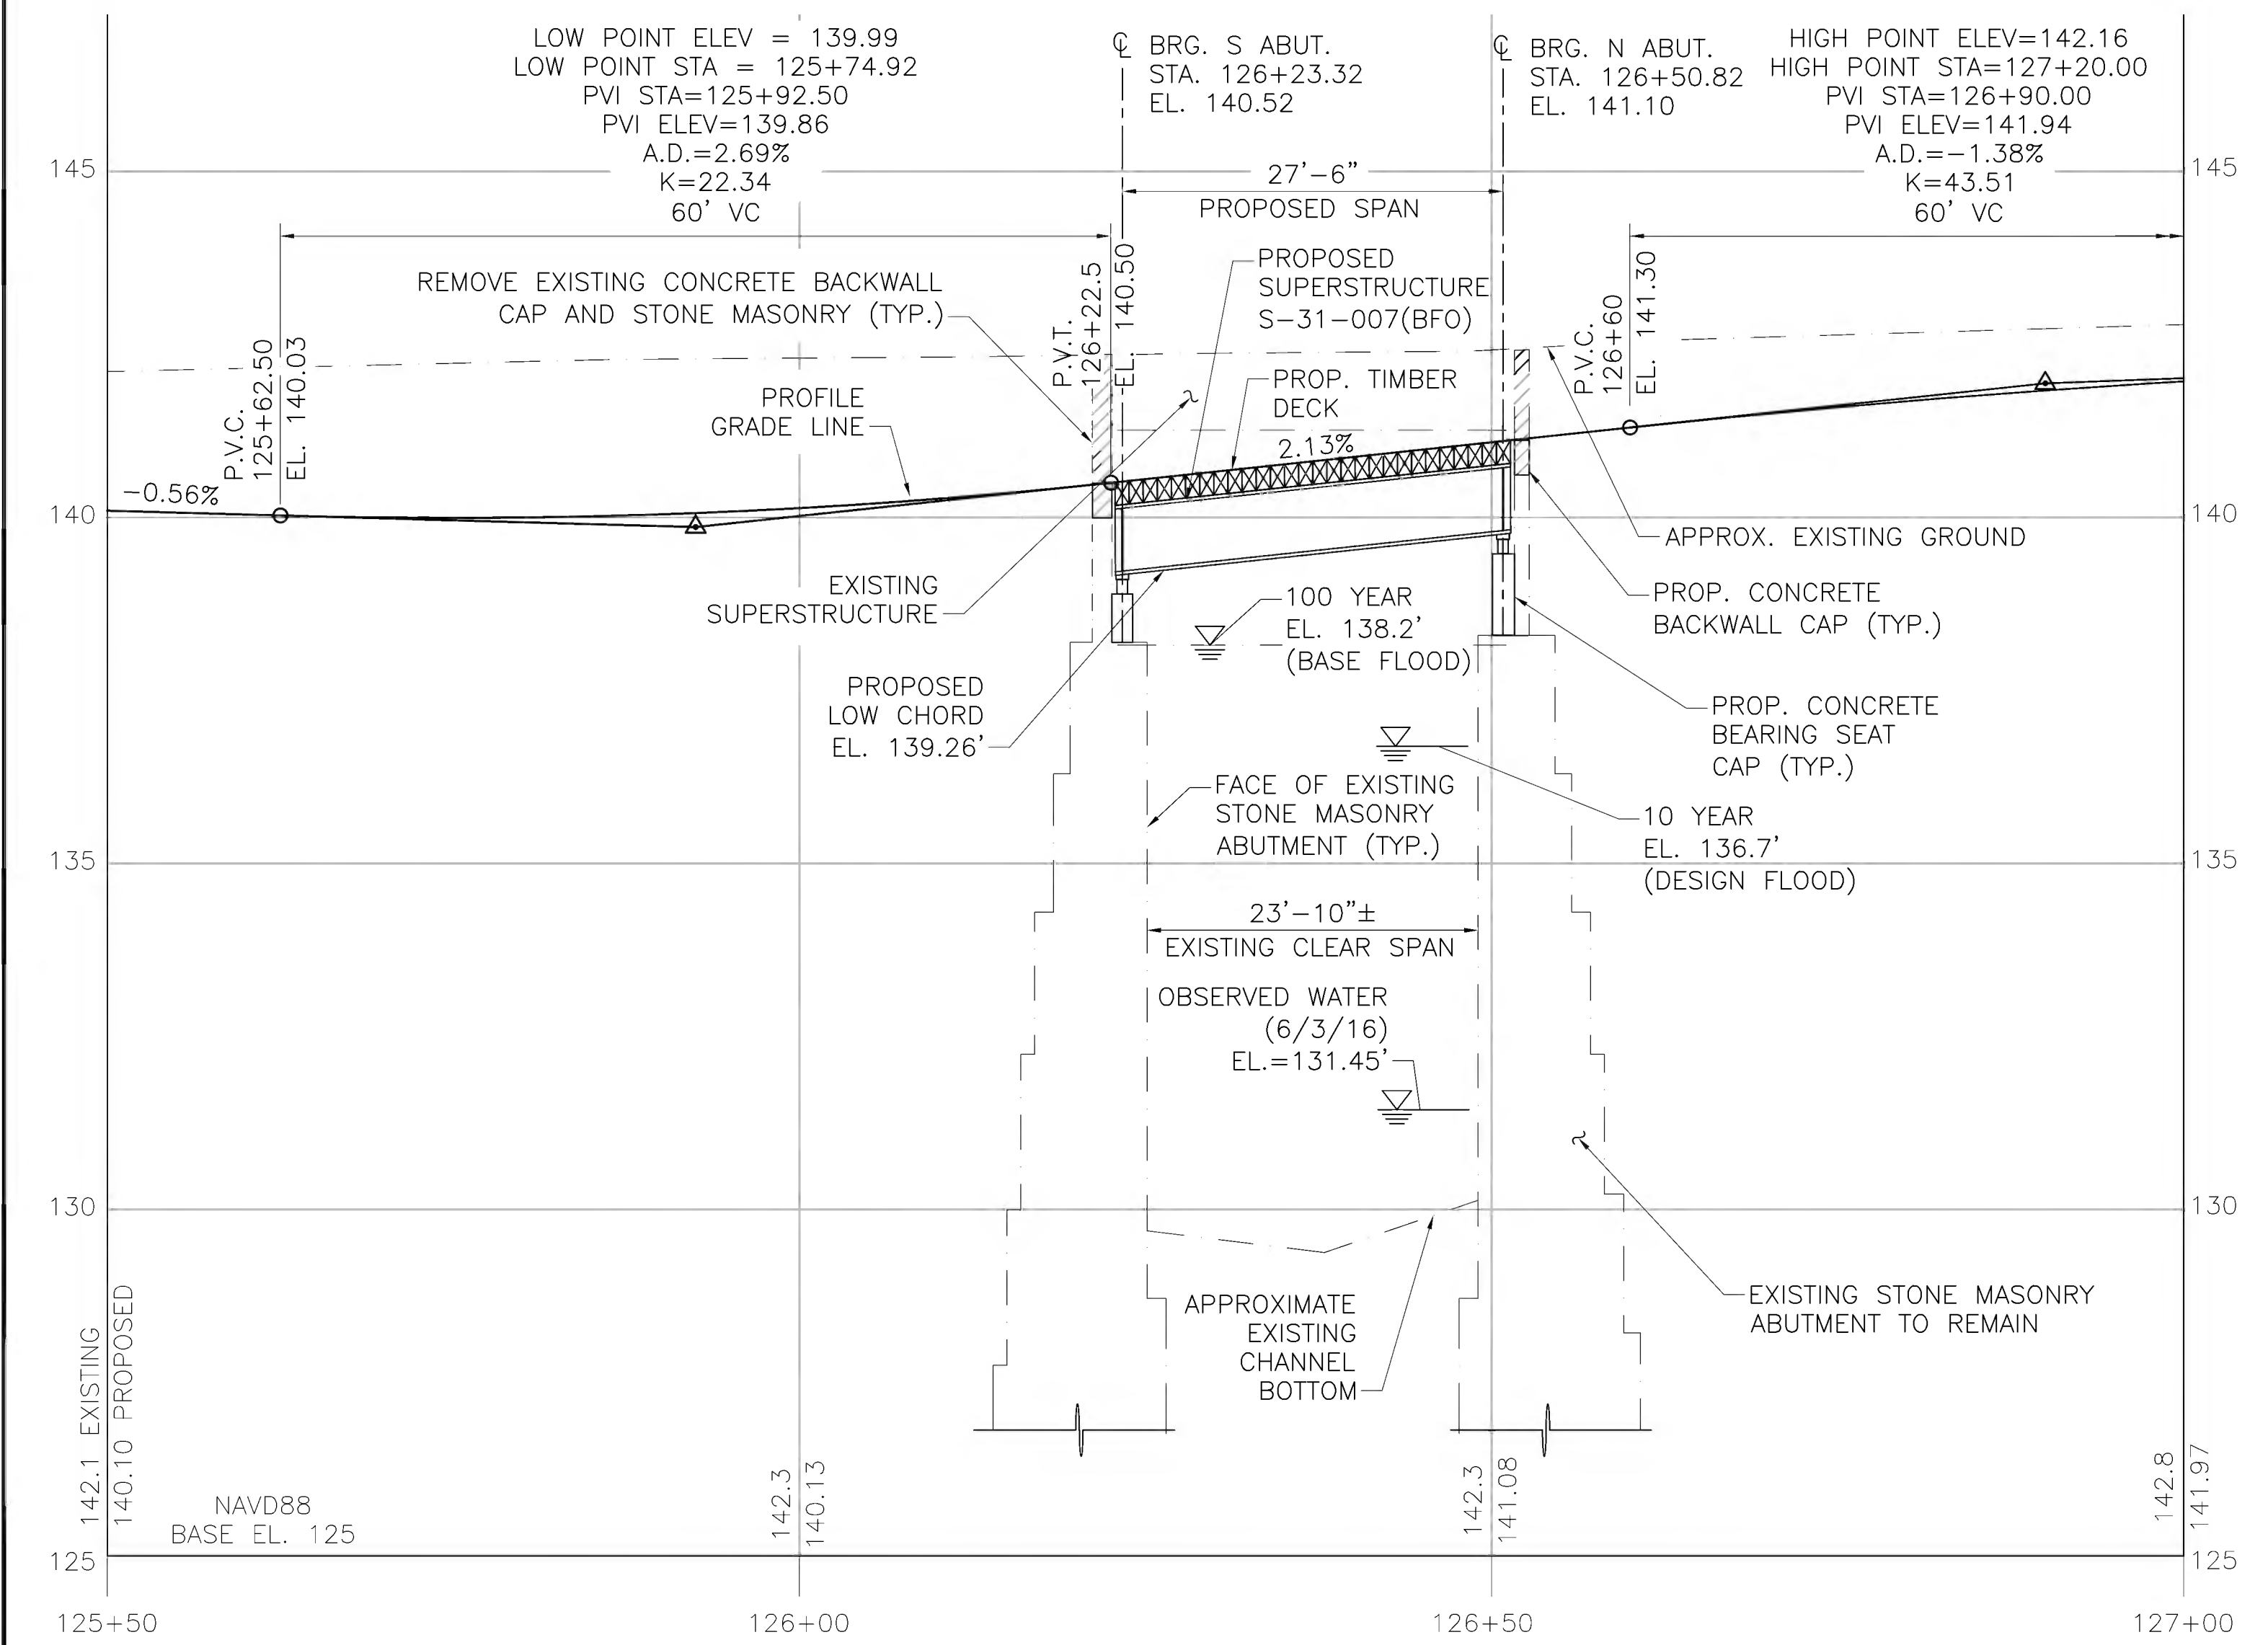 LOW POINT ELEV = 139.99
LOW POINT STA = 125+74.92
PVI STA=125+92.50
PVI ELEV=139.86
A.D.=2.69%
K=22.34
60' VC
℄ BRG. S ABUT.
STA. 126+23.32
EL. 140.52
℄ BRG. N ABUT.
STA. 126+50.82
EL. 141.10
HIGH POINT ELEV=142.16
HIGH POINT STA=127+20.00
PVI STA=126+90.00
PVI ELEV=141.94
A.D.=-1.38%
K=43.51
60' VC
145
145
27'-6"
PROPOSED SPAN
REMOVE EXISTING CONCRETE BACKWALL
CAP AND STONE MASONRY (TYP.)
P.V.T.
126+22.5
EL. 140.50
PROPOSED
SUPERSTRUCTURE
S-31-007(BFO)
P.V.C.
126+60
EL. 141.30
P.V.C.
125+62.50
EL. 140.03
PROFILE
GRADE LINE
PROP. TIMBER
DECK
2.13%
-0.56%
140
140
APPROX. EXISTING GROUND
EXISTING
SUPERSTRUCTURE
100 YEAR
EL. 138.2'
(BASE FLOOD)
PROP. CONCRETE
BACKWALL CAP (TYP.)
PROPOSED
LOW CHORD
EL. 139.26'
PROP. CONCRETE
BEARING SEAT
CAP (TYP.)
FACE OF EXISTING
STONE MASONRY
ABUTMENT (TYP.)
10 YEAR
EL. 136.7'
(DESIGN FLOOD)
135
135
23'-10"±
EXISTING CLEAR SPAN
OBSERVED WATER
(6/3/16)
EL.=131.45'
130
130
APPROXIMATE
EXISTING
CHANNEL
BOTTOM
EXISTING STONE MASONRY
ABUTMENT TO REMAIN
142.1 EXISTING
140.10 PROPOSED
NAVD88
BASE EL. 125
142.3
140.13
142.3
141.08
142.8
141.97
125
125
125+50
126+00
126+50
127+00